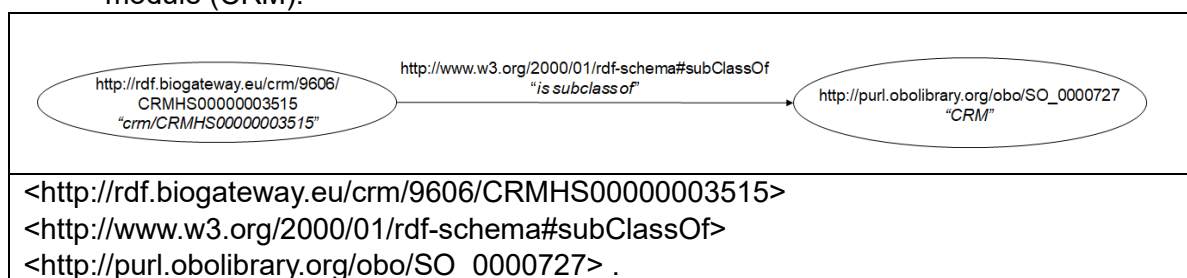 module (CRM).
http://rdf.biogateway.eu/crm/9606/
CRMHS00000003515
"crm/CRMHS00000003515"
http://www.w3.org/2000/01/rdf-schema#subClassOf
"is subclass of"
http://purl.obolibrary.org/obo/SO_0000727
"CRM"
<http://rdf.biogateway.eu/crm/9606/CRMHS00000003515>
<http://www.w3.org/2000/01/rdf-schema#subClassOf>
<http://purl.obolibrary.org/obo/SO_0000727> .